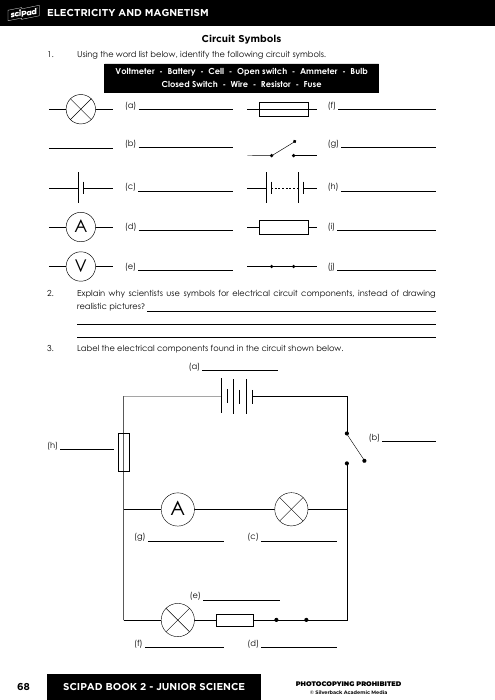 scipad ELECTRICITY AND MAGNETISM
Circuit Symbols
1. Using the word list below, identify the following circuit symbols.
Voltmeter - Battery - Cell - Open switch - Ammeter - Bulb
Closed Switch - Wire - Resistor - Fuse
(a) (f)
(b) (g)
(c) (h)
A (d) (i)
V (e) (j)
2. Explain why scientists use symbols for electrical circuit components, instead of drawing
realistic pictures?
3. Label the electrical components found in the circuit shown below.
(a)
(b)
(h)
A
(g) (c)
(e)
(f) (d)
68 SCIPAD BOOK 2 - JUNIOR SCIENCE
PHOTOCOPYING PROHIBITED
© Silverback Academic Media